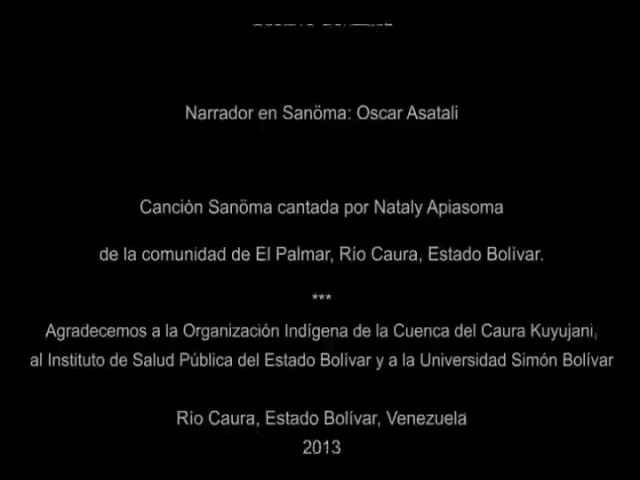 Narrador en Sanöma: Oscar Asatali
Canción Sanöma cantada por Nataly Apiasoma
de la comunidad de El Palmar, Río Caura, Estado Bolívar.
***
Agradecemos a la Organización Indígena de la Cuenca del Caura Kuyujani,
al Instituto de Salud Pública del Estado Bolívar y a la Universidad Simón Bolívar
Río Caura, Estado Bolívar, Venezuela
2013